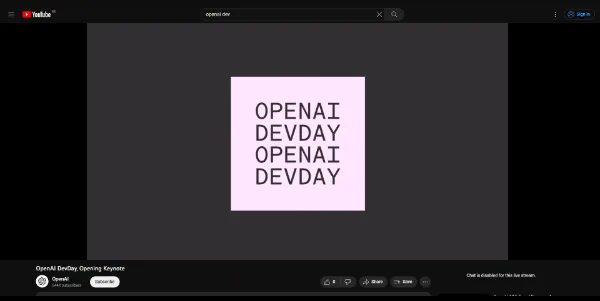 YouTube
openai dev
Sign in
OPENAI
DEVDAY
OPENAI
DEVDAY
OpenAI DevDay, Opening Keynote
OpenAI
Subscribe
Share
Save
Chat is disabled for this live stream.